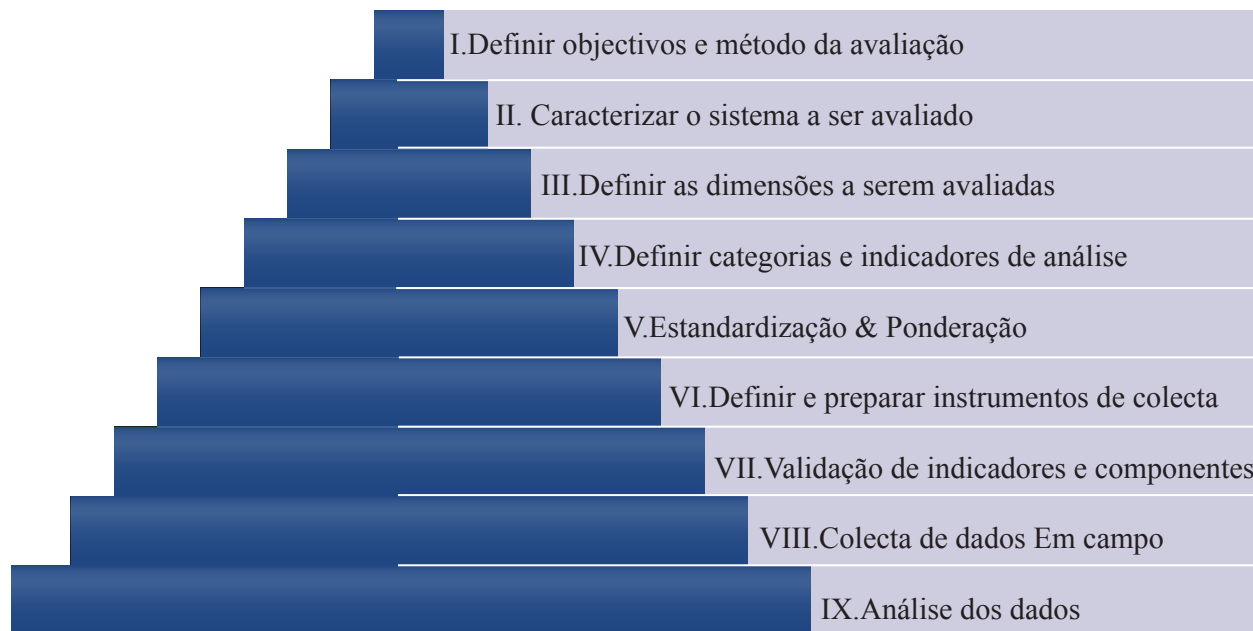 I.Definir objectivos e método da avaliação
II. Caracterizar o sistema a ser avaliado
III.Definir as dimensões a serem avaliadas
IV.Definir categorias e indicadores de análise
V.Estandardização & Ponderação
VI.Definir e preparar instrumentos de colecta
VII.Validação de indicadores e componentes
VIII.Colecta de dados Em campo
IX.Análise dos dados